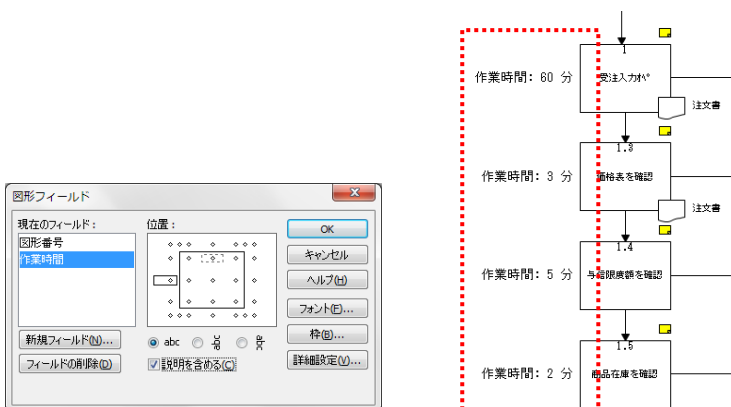 図形フィールド
現在のフィールド:
図形番号
作業時間
新規フィールド(N)...
フィールドの削除(D)
位置:
abc
abc
abc
説明を含める(C)
OK
キャンセル
ヘルプ(H)
フォント(F)...
枠(B)...
詳細設定(V)...
1
作業時間: 60 分
受注入力ｵﾍﾟ
注文書
1.3
作業時間: 3 分
価格表を確認
注文書
1.4
作業時間: 5 分
与信限度額を確認
1.5
作業時間: 2 分
商品在庫を確認